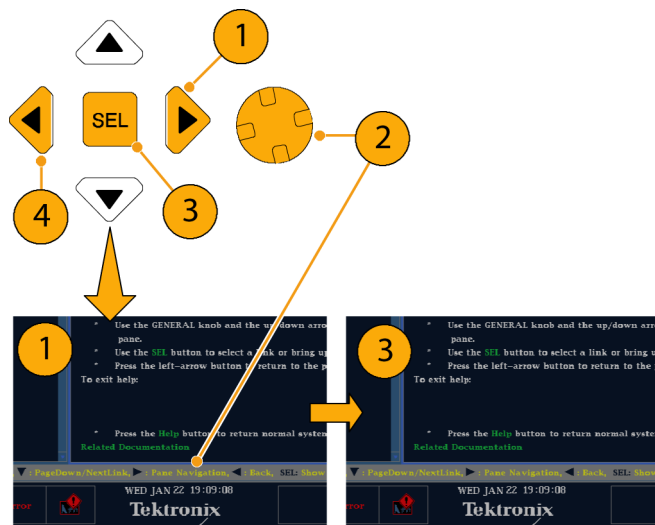 1
SEL
2
3
4
1
" Use the GENERAL knob and the up/down arro
pane.
" Use the SEL button to select a link or bring up
" Press the left-arrow button to return to the p
To exit help:
" Press the Help button to return normal system
Related Documentation
▼: PageDown/NextLink, ►: Pane Navigation, ◄: Back, SEL: Show
rror
WED JAN 22 19:09:08
Tektronix
3
" Use the GENERAL knob and the up/down arr
pane.
" Use the SEL button to select a link or bring u
" Press the left-arrow button to return to the
To exit help:
" Press the Help button to return normal syste
Related Documentation
▼: PageDown/NextLink, ►: Pane Navigation, ◄: Back, SEL: Show
rror
WED JAN 22 19:09:08
Tektronix